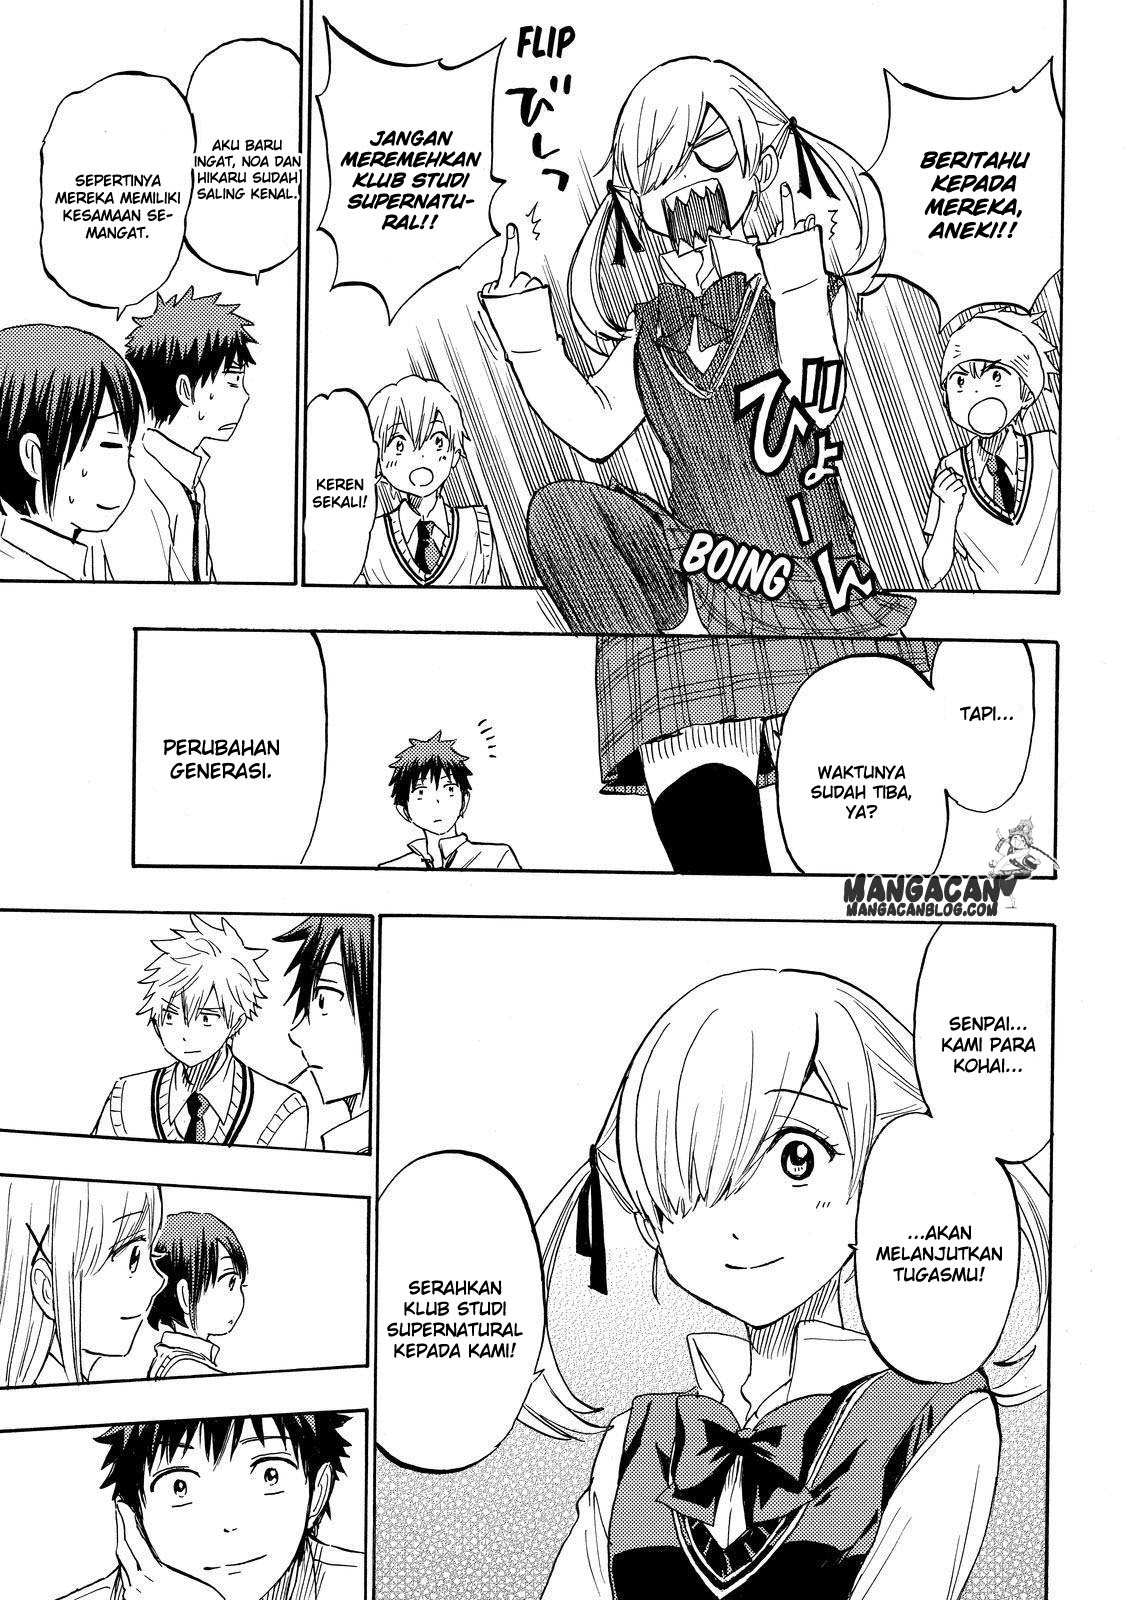 BERITAHU
KEPADA
MEREKA,
ANEKI!!
FLIP
びしっ
JANGAN
MEREMEHKAN
KLUB STUDI
SUPERNATU-
RAL!!
びょーん
BOING
KEREN
SEKALI!
AKU BARU
INGAT, NOA DAN
HIKARU SUDAH
SALING KENAL.
SEPERTINYA
MEREKA MEMILIKI
KESAMAAN SE-
MANGAT.
TAPI...
WAKTUNYA
SUDAH TIBA,
YA?
PERUBAHAN
GENERASI.
MANGACAN
MANGACANBLOG.COM
SENPAI...
KAMI PARA
KOHAI...
...AKAN
MELANJUTKAN
TUGASMU!
SERAHKAN
KLUB STUDI
SUPERNATURAL
KEPADA KAMI!